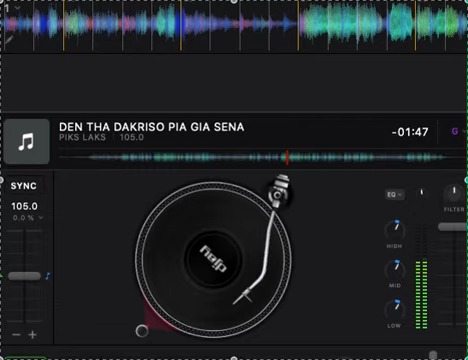 1
DEN THA DAKRISO PIA GIA SENA
PIKS LAKS 105.0
-01:47
G
SYNC
105.0
0,0 %
EQ
FILTER
HIGH
MID
LOW
djay